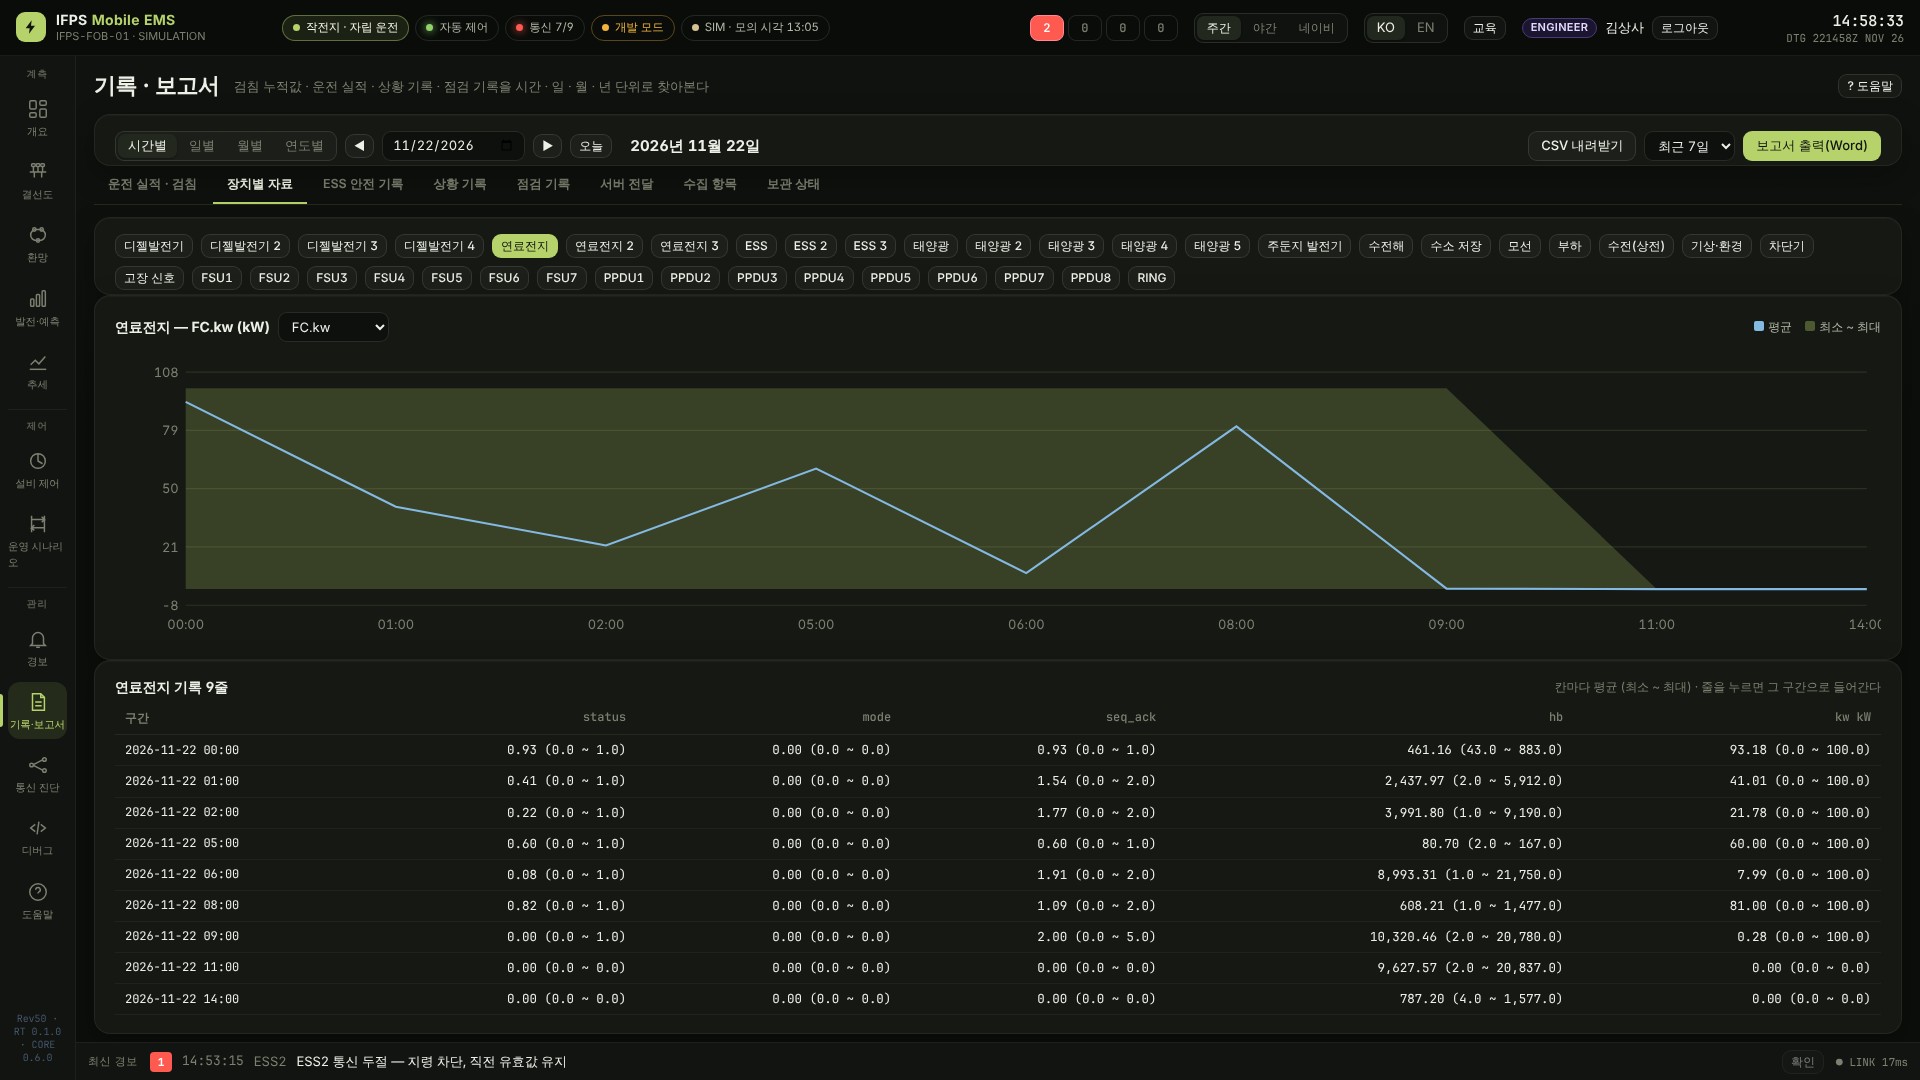 IFPS Mobile EMS
IFPS-FOB-01 · SIMULATION
작전지 · 자립 운전
자동 제어
통신 7/9
개발 모드
SIM · 모의 시각 13:05
2 0 0 0
주간 야간 네이비
KO EN
교육
ENGINEER 김상사 로그아웃
14:58:33
DTG 221458Z NOV 26
계측
개요
결선도
환망
발전·예측
추세
제어
설비 제어
운영 시나리
오
관리
경보
기록·보고서
통신 진단
디버그
도움말
Rev50 ·
RT 0.1.0
· CORE
0.6.0
기록 · 보고서 검침 누적값 · 운전 실적 · 상황 기록 · 점검 기록을 시간 · 일 · 월 · 년 단위로 찾아본다
? 도움말
시간별 일별 월별 연도별 ◀ 11/22/2026 ▶ 오늘 2026년 11월 22일
CSV 내려받기 최근 7일 보고서 출력(Word)
운전 실적 · 검침 장치별 자료 ESS 안전 기록 상황 기록 점검 기록 서버 전달 수집 항목 보관 상태
디젤발전기 디젤발전기 2 디젤발전기 3 디젤발전기 4 연료전지 연료전지 2 연료전지 3 ESS ESS 2 ESS 3 태양광 태양광 2 태양광 3 태양광 4 태양광 5 주둔지 발전기 수전해 수소 저장 모선 부하 수전(상전) 기상·환경 차단기
고장 신호 FSU1 FSU2 FSU3 FSU4 FSU5 FSU6 FSU7 PPDU1 PPDU2 PPDU3 PPDU4 PPDU5 PPDU6 PPDU7 PPDU8 RING
연료전지 — FC.kw (kW) FC.kw
평균 최소 ~ 최대
108
79
50
21
-8
00:00 01:00 02:00 05:00 06:00 08:00 09:00 11:00 14:00
연료전지 기록 9줄
칸마다 평균 (최소 ~ 최대) · 줄을 누르면 그 구간으로 들어간다
구간 status mode seq_ack hb kw kW
2026-11-22 00:00 0.93 (0.0 ~ 1.0) 0.00 (0.0 ~ 0.0) 0.93 (0.0 ~ 1.0) 461.16 (43.0 ~ 883.0) 93.18 (0.0 ~ 100.0)
2026-11-22 01:00 0.41 (0.0 ~ 1.0) 0.00 (0.0 ~ 0.0) 1.54 (0.0 ~ 2.0) 2,437.97 (2.0 ~ 5,912.0) 41.01 (0.0 ~ 100.0)
2026-11-22 02:00 0.22 (0.0 ~ 1.0) 0.00 (0.0 ~ 0.0) 1.77 (0.0 ~ 2.0) 3,991.80 (1.0 ~ 9,190.0) 21.78 (0.0 ~ 100.0)
2026-11-22 05:00 0.60 (0.0 ~ 1.0) 0.00 (0.0 ~ 0.0) 0.60 (0.0 ~ 1.0) 80.70 (2.0 ~ 167.0) 60.00 (0.0 ~ 100.0)
2026-11-22 06:00 0.08 (0.0 ~ 1.0) 0.00 (0.0 ~ 0.0) 1.91 (0.0 ~ 2.0) 8,993.31 (1.0 ~ 21,750.0) 7.99 (0.0 ~ 100.0)
2026-11-22 08:00 0.82 (0.0 ~ 1.0) 0.00 (0.0 ~ 0.0) 1.09 (0.0 ~ 2.0) 608.21 (1.0 ~ 1,477.0) 81.00 (0.0 ~ 100.0)
2026-11-22 09:00 0.00 (0.0 ~ 1.0) 0.00 (0.0 ~ 0.0) 2.00 (0.0 ~ 5.0) 10,320.46 (2.0 ~ 20,780.0) 0.28 (0.0 ~ 100.0)
2026-11-22 11:00 0.00 (0.0 ~ 0.0) 0.00 (0.0 ~ 0.0) 0.00 (0.0 ~ 0.0) 9,627.57 (2.0 ~ 20,837.0) 0.00 (0.0 ~ 0.0)
2026-11-22 14:00 0.00 (0.0 ~ 0.0) 0.00 (0.0 ~ 0.0) 0.00 (0.0 ~ 0.0) 787.20 (4.0 ~ 1,577.0) 0.00 (0.0 ~ 0.0)
최신 경보 1 14:53:15 ESS2 ESS2 통신 두절 — 지령 차단, 직전 유효값 유지
확인 LINK 17ms